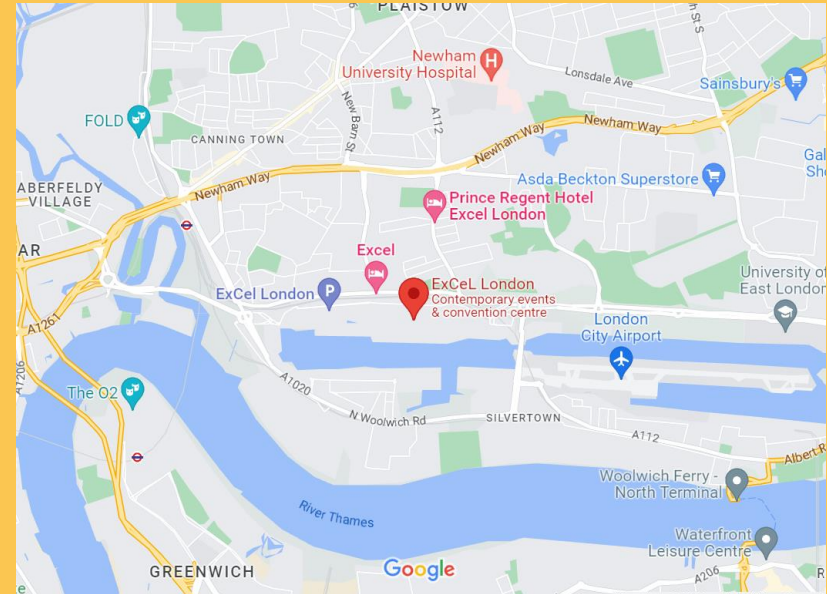 PLAISTOW
Newham
University Hospital
H
Lonsdale Ave
Sainsbury's
FOLD
New Barn St
A112
CANNING TOWN
Newham Way
Newham Way
Newham Way
Asda Beckton Superstore
ABERFELDY
VILLAGE
Prince Regent Hotel
Excel London
AR
Excel
University of
East London
ExCel London
P
ExCeL London
Contemporary events
& convention centre
London
City Airport
A1261
A7206
The O2
A1020
N Woolwich Rd
SILVERTOWN
A112
Albert R
Woolwich Ferry -
North Terminal
River Thames
Waterfront
Leisure Centre
GREENWICH
Google
A206
R